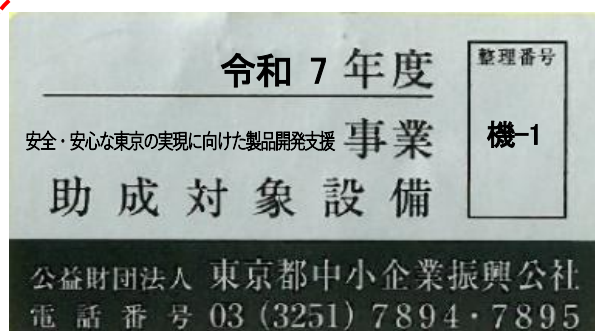 令和 7 年度
整理番号
安全・安心な東京の実現に向けた製品開発支援 事業
機-1
助成対象設備
公益財団法人 東京都中小企業振興公社
電話番号 03 (3251) 7894・7895